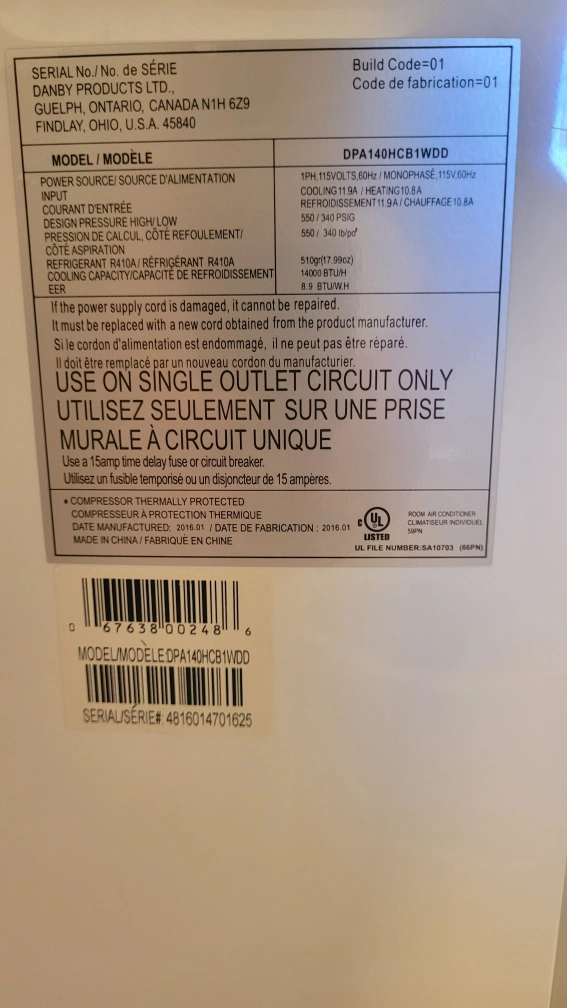 SERIAL No./ No. de SÉRIE
DANBY PRODUCTS LTD.,
GUELPH, ONTARIO, CANADA N1H 6Z9
FINDLAY, OHIO, U.S.A. 45840
Build Code=01
Code de fabrication=01
MODEL / MODÈLE DPA140HCB1WDD
POWER SOURCE/ SOURCE D'ALIMENTATION 1PH,115VOLTS,60Hz / MONOPHASÉ,115V,60Hz
INPUT COOLING 11.9A / HEATING10.8A
COURANT D'ENTRÉE REFROIDISSEMENT 11.9A / CHAUFFAGE 10.8A
DESIGN PRESSURE HIGH/ LOW 550 / 340 PSIG
PRESSION DE CALCUL, CÔTÉ REFOULEMENT/ 550 / 340 lb/po²
CÔTÉ ASPIRATION
REFRIGERANT R410A / RÉFRIGÉRANT R410A 510gr(17.99oz)
COOLING CAPACITY/CAPACITÉ DE REFROIDISSEMENT 14000 BTU/H
EER 8.9 BTU/W.H
If the power supply cord is damaged, it cannot be repaired.
It must be replaced with a new cord obtained from the product manufacturer.
Si le cordon d'alimentation est endommagé, il ne peut pas être réparé.
Il doit être remplacé par un nouveau cordon du manufacturier.
USE ON SINGLE OUTLET CIRCUIT ONLY
UTILISEZ SEULEMENT SUR UNE PRISE
MURALE À CIRCUIT UNIQUE
Use a 15amp time delay fuse or circuit breaker.
Utilisez un fusible temporisé ou un disjoncteur de 15 ampères.
* COMPRESSOR THERMALLY PROTECTED
COMPRESSEUR À PROTECTION THERMIQUE
DATE MANUFACTURED: 2016.01 / DATE DE FABRICATION : 2016.01
MADE IN CHINA / FABRIQUÉ EN CHINE
c UL
LISTED
ROOM AIR CONDITIONER
CLIMATISEUR INDIVIDUEL
59PN
UL FILE NUMBER:SA10703 (66PN)
0 67638 00248 6
MODEL/MODÈLE:DPA140HCB1WDD
SERIAL/SÉRIE#: 4816014701625